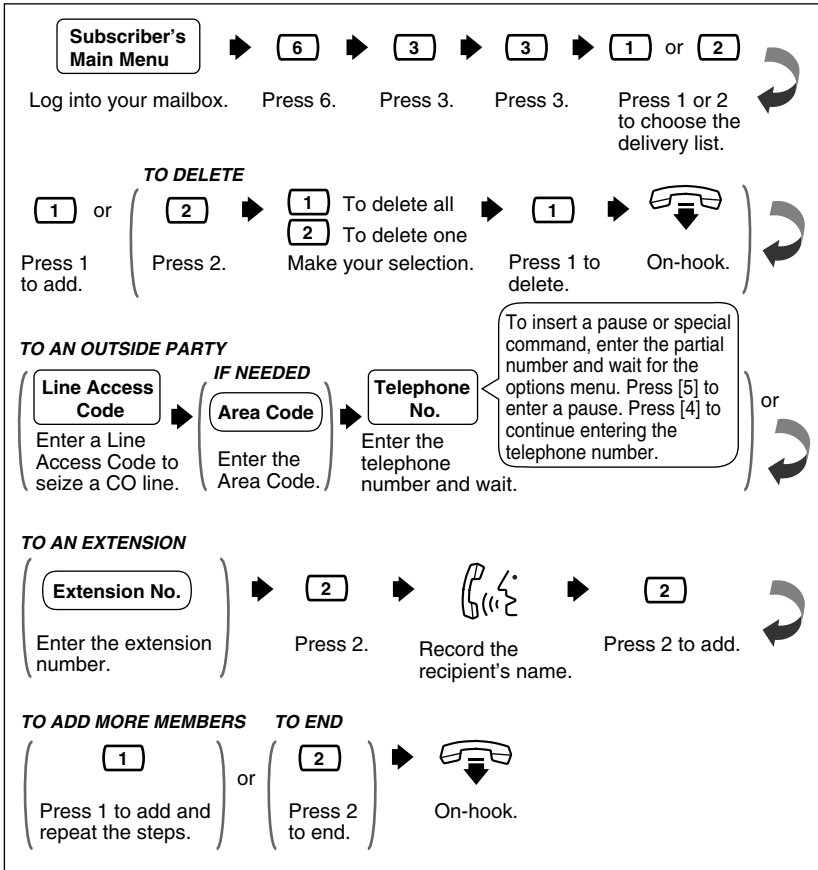 Subscriber's
Main Menu
6
3
3
1 or 2
Log into your mailbox.
Press 6.
Press 3.
Press 3.
Press 1 or 2
to choose the
delivery list.
TO DELETE
1 or
2
1 To delete all
2 To delete one
1
Press 1
to add.
Press 2.
Make your selection.
Press 1 to
delete.
On-hook.
To insert a pause or special
command, enter the partial
number and wait for the
options menu. Press [5] to
enter a pause. Press [4] to
continue entering the
telephone number.
TO AN OUTSIDE PARTY
IF NEEDED
Line Access
Code
Area Code
Telephone
No.
or
Enter a Line
Access Code to
seize a CO line.
Enter the
Area Code.
Enter the
telephone
number and wait.
TO AN EXTENSION
Extension No.
2
2
Enter the extension
number.
Press 2.
Record the
recipient's name.
Press 2 to add.
TO ADD MORE MEMBERS
TO END
1
or
2
Press 1 to add and
repeat the steps.
Press 2
to end.
On-hook.